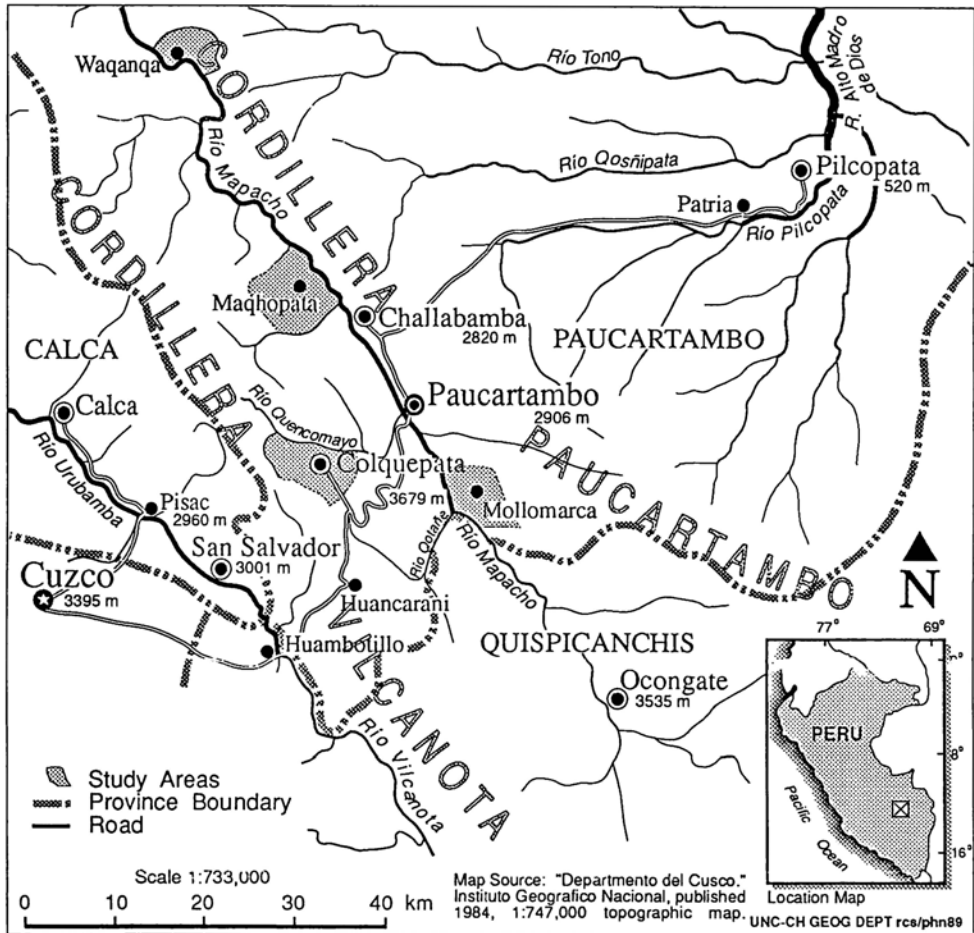 Waqanqa
CORDILLERA
Río Tono
R. Alto Madro
de Dios
Río Mapacho
Río Qosñipata
Pilcopata
520 m
Patria
Río Pilcopata
CORDILLERA
Maqhopata
Challabamba
2820 m
PAUCARTAMBO
CALCA
Calca
Paucartambo
2906 m
Río Quencomayo
PAUCARTAMBO
Río Urubamba
Colquepata
3679 m
Mollomarca
Pisac
2960 m
Río Qotañe
Río Mapacho
San Salvador
3001 m
Cuzco
3395 m
Huancarani
N
Huambotillo
VILCANOTA
QUISPICANCHIS
Ocongate
3535 m
Río Vilcanota
77°
69°
PERU
8°
Pacific
Ocean
16°
Location Map
Study Areas
Province Boundary
Road
Scale 1:733,000
0 10 20 30 40
km
Map Source: "Departmento del Cusco."
Instituto Geografico Nacional, published
1984, 1:747,000 topographic map.
UNC-CH GEOG DEPT rcs/phn89